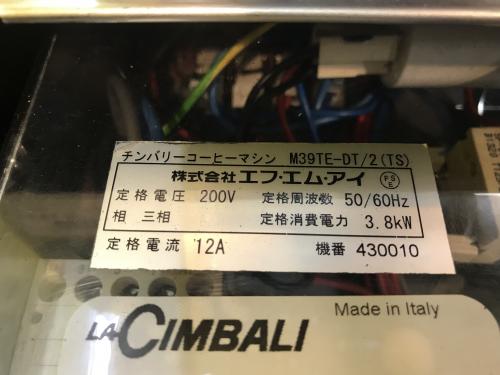 チンバリーコーヒーマシン M39TE-DT/2(TS)
株式会社エフ・エム・アイ
PSE
定格電圧 200V 定格周波数 50/60Hz
相 三相 定格消費電力 3.8kW
定格電流 12A 機番 430010
Made in Italy
LA CIMBALI